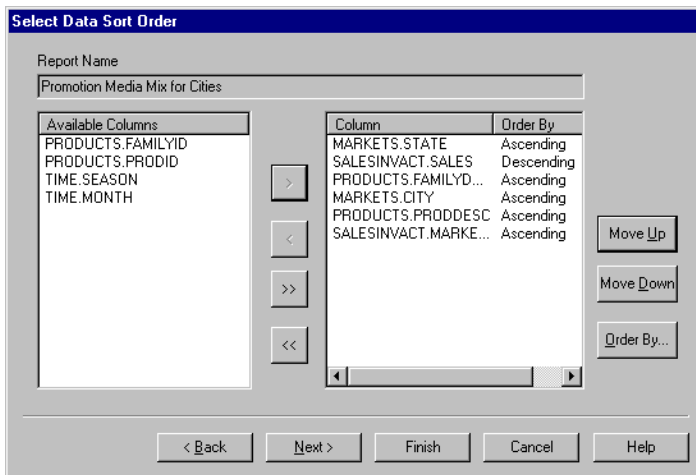 Select Data Sort Order
Report Name
Promotion Media Mix for Cities
Available Columns
PRODUCTS.FAMILYID
PRODUCTS.PRODID
TIME.SEASON
TIME.MONTH
>
<
>>
<<
Column Order By
MARKETS.STATE Ascending
SALESINVACT.SALES Descending
PRODUCTS.FAMILYD... Ascending
MARKETS.CITY Ascending
PRODUCTS.PRODDESC Ascending
SALESINVACT.MARKE... Ascending
Move Up
Move Down
Order By...
< Back Next > Finish Cancel Help